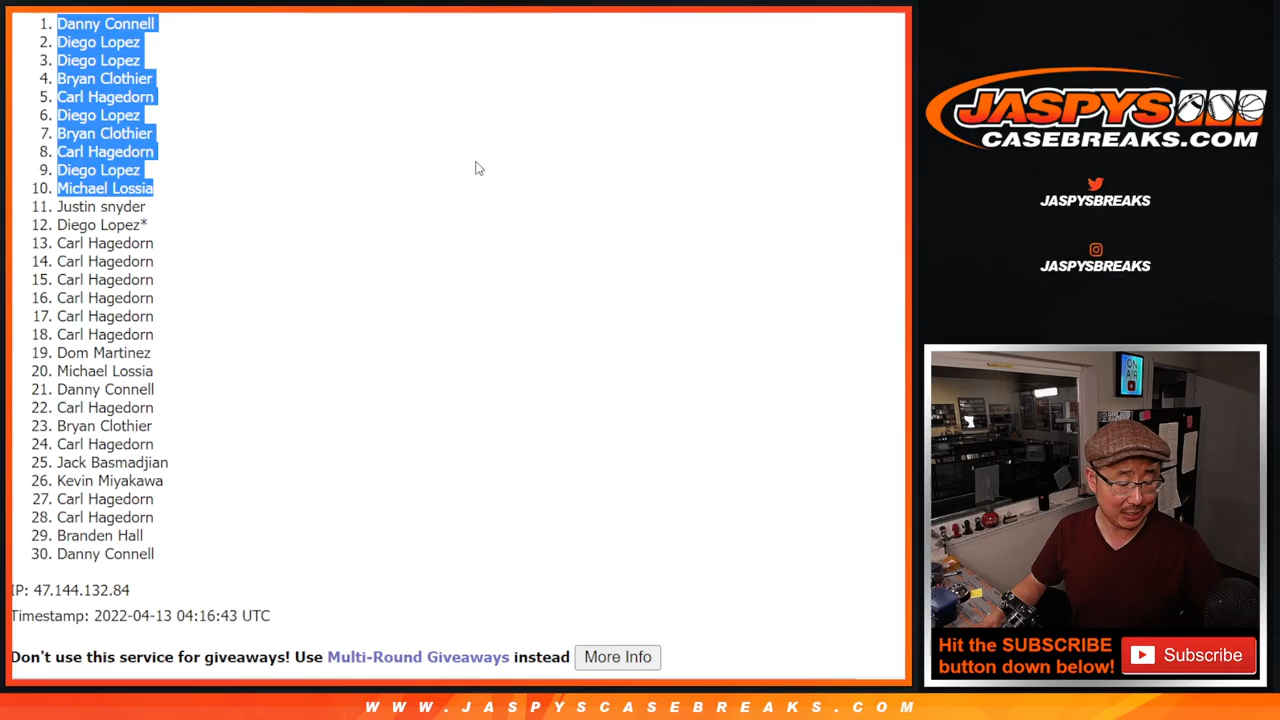 1. Danny Connell
2. Diego Lopez
3. Diego Lopez
4. Bryan Clothier
5. Carl Hagedorn
6. Diego Lopez
7. Bryan Clothier
8. Carl Hagedorn
9. Diego Lopez
10. Michael Lossia
11. Justin snyder
12. Diego Lopez*
13. Carl Hagedorn
14. Carl Hagedorn
15. Carl Hagedorn
16. Carl Hagedorn
17. Carl Hagedorn
18. Carl Hagedorn
19. Dom Martinez
20. Michael Lossia
21. Danny Connell
22. Carl Hagedorn
23. Bryan Clothier
24. Carl Hagedorn
25. Jack Basmadjian
26. Kevin Miyakawa
27. Carl Hagedorn
28. Carl Hagedorn
29. Branden Hall
30. Danny Connell
IP: 47.144.132.84
Timestamp: 2022-04-13 04:16:43 UTC
Don't use this service for giveaways! Use Multi-Round Giveaways instead More Info
JASPYS
CASEBREAKS.COM
JASPYSBREAKS
JASPYSBREAKS
ON
AIR
Hit the SUBSCRIBE
button down below!
Subscribe
WWW.JASPYSCASEBREAKS.COM